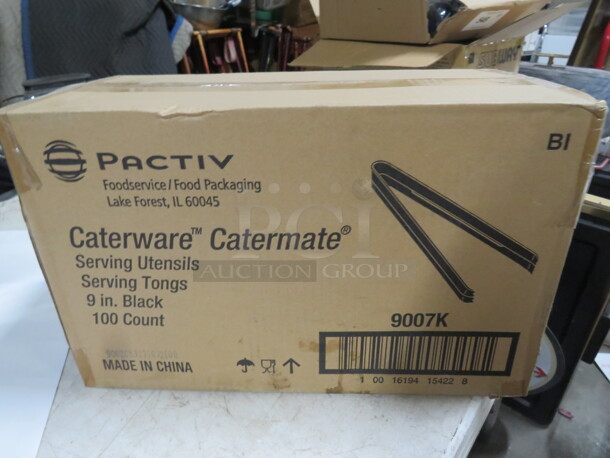 PACTIV
Foodservice/Food Packaging
Lake Forest, IL 60045
BI
Caterware™ Catermate®
Serving Utensils
Serving Tongs
9 in. Black
100 Count
PCI
AUCTION GROUP
9007K
1 00 16194 15422 8
MADE IN CHINA